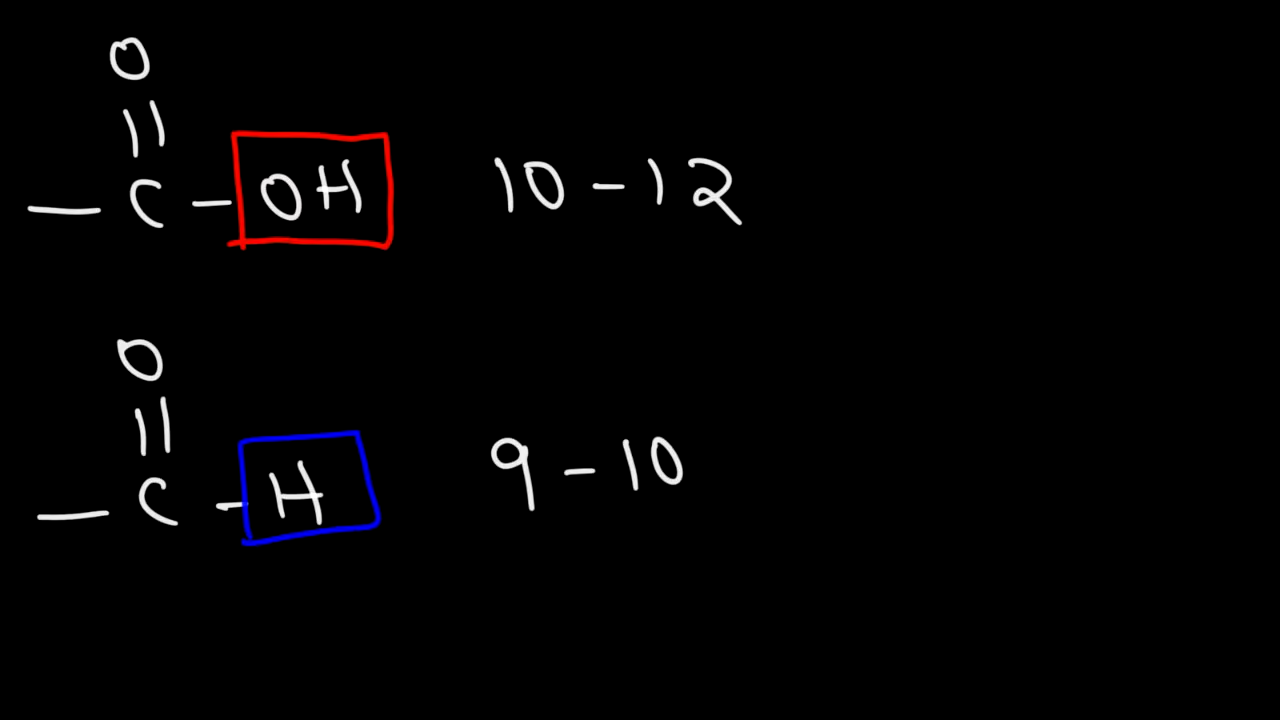 O
||
— C – OH 10 – 12
O
||
— C – H 9 – 10